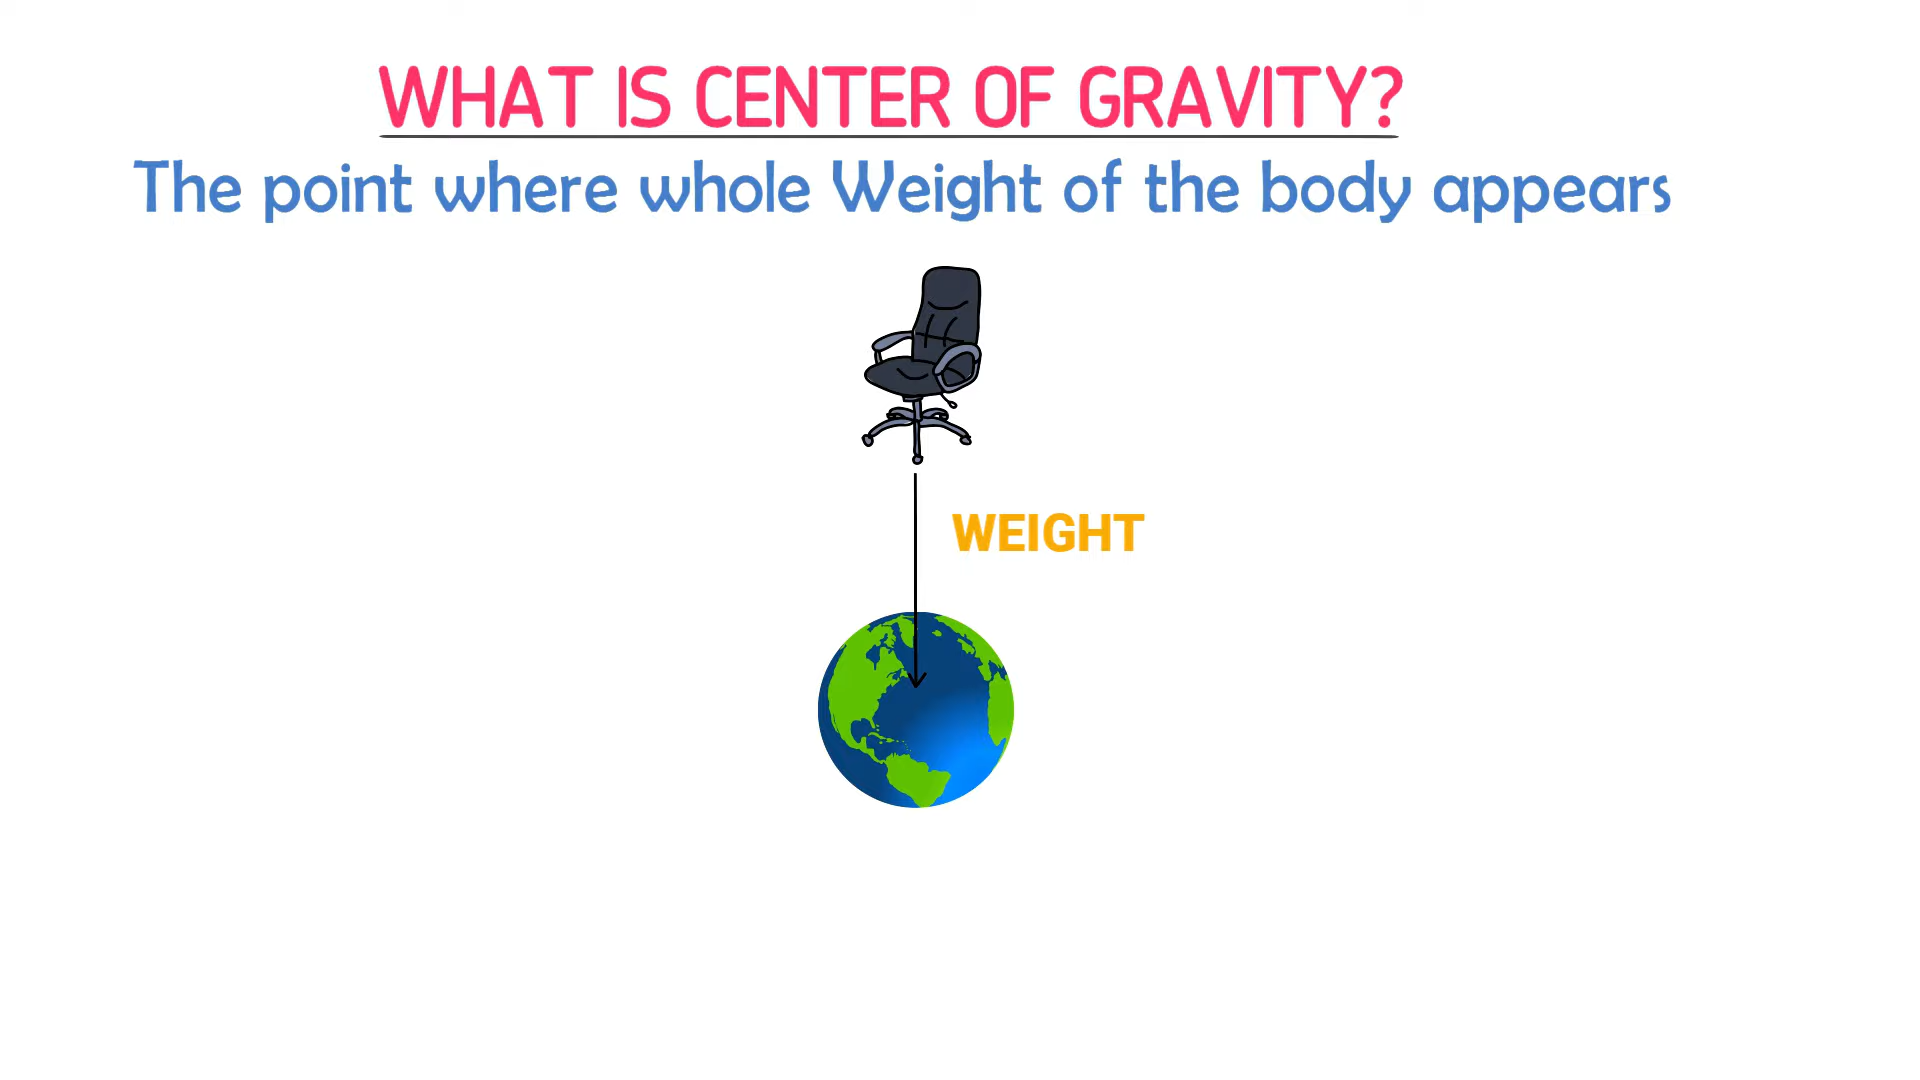 WHAT IS CENTER OF GRAVITY?
The point where whole Weight of the body appears
WEIGHT